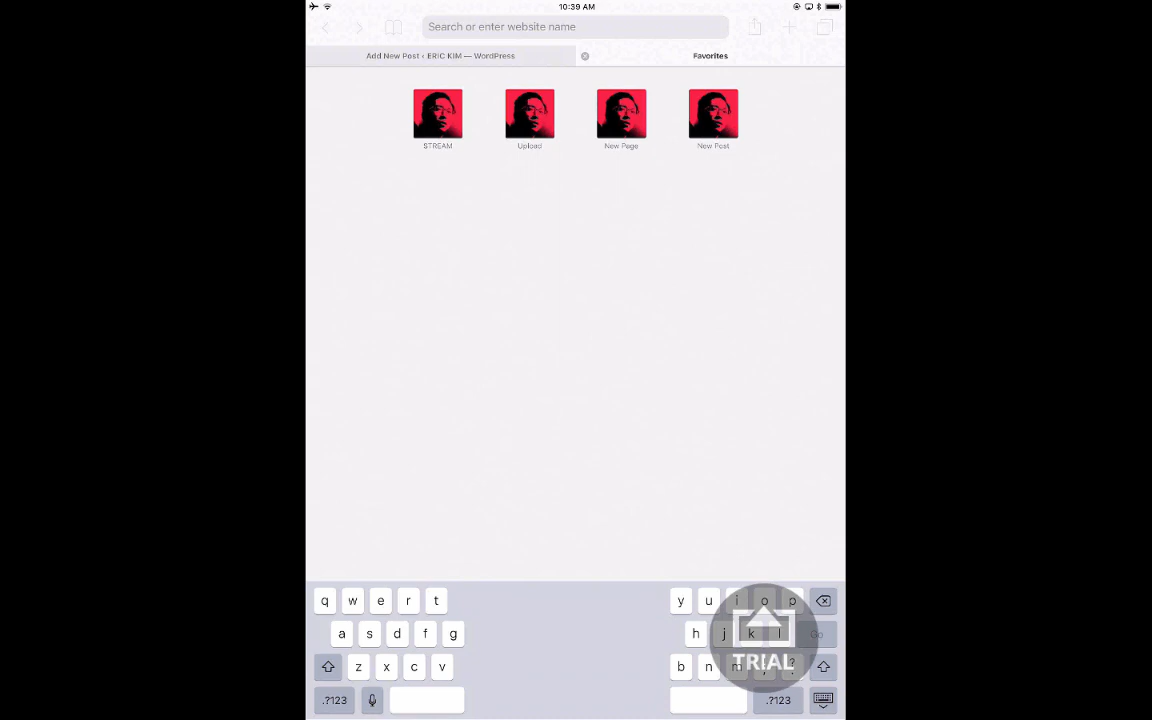 10:39 AM
Search or enter website name
Add New Post ‹ ERIC KIM — WordPress
Favorites
STREAM
Upload
New Page
New Post
q w e r t y u i o p
a s d f g h j k l Go
z x c v b n m , ! . ?
TRIAL
.?123 .?123